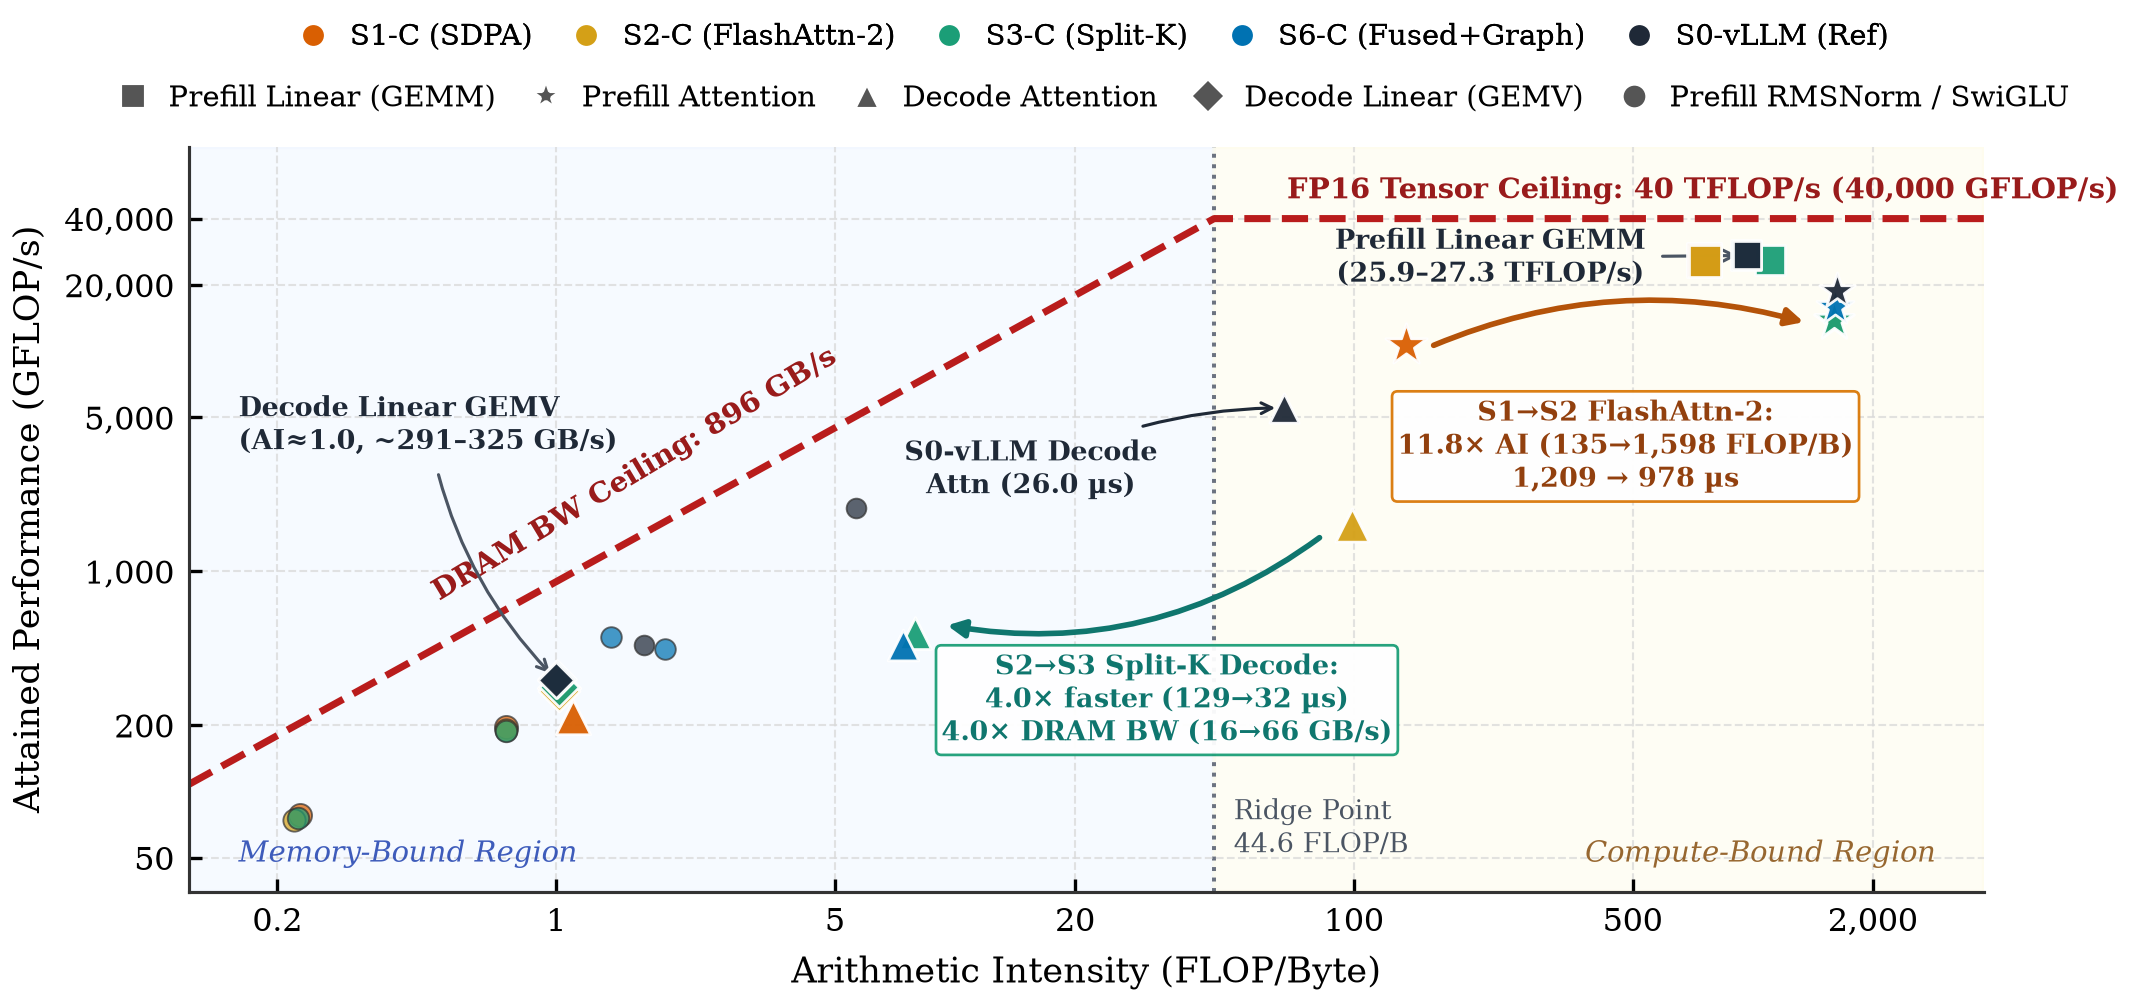 S1-C (SDPA) S2-C (FlashAttn-2) S3-C (Split-K) S6-C (Fused+Graph) S0-vLLM (Ref)
Prefill Linear (GEMM) Prefill Attention Decode Attention Decode Linear (GEMV) Prefill RMSNorm / SwiGLU
FP16 Tensor Ceiling: 40 TFLOP/s (40,000 GFLOP/s)
Prefill Linear GEMM
(25.9–27.3 TFLOP/s)
DRAM BW Ceiling: 896 GB/s
Decode Linear GEMV
(AI≈1.0, ~291–325 GB/s)
S0-vLLM Decode
Attn (26.0 μs)
S1→S2 FlashAttn-2:
11.8× AI (135→1,598 FLOP/B)
1,209 → 978 μs
S2→S3 Split-K Decode:
4.0× faster (129→32 μs)
4.0× DRAM BW (16→66 GB/s)
Ridge Point
44.6 FLOP/B
Memory-Bound Region
Compute-Bound Region
Attained Performance (GFLOP/s)
40,000
20,000
5,000
1,000
200
50
0.2 1 5 20 100 500 2,000
Arithmetic Intensity (FLOP/Byte)